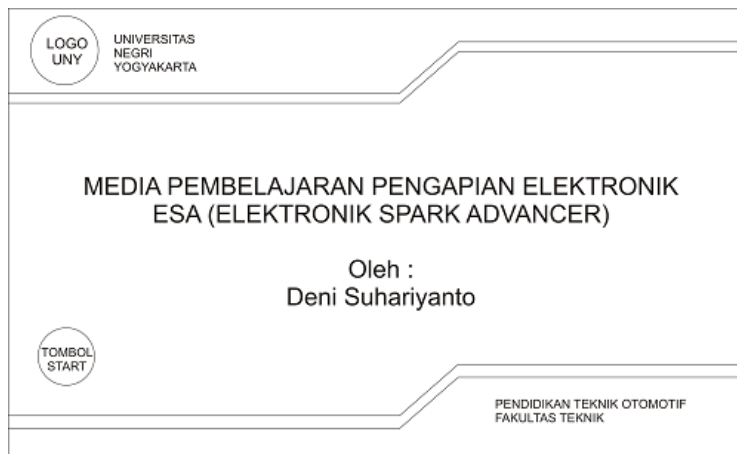 LOGO
UNY
UNIVERSITAS
NEGRI
YOGYAKARTA
MEDIA PEMBELAJARAN PENGAPIAN ELEKTRONIK
ESA (ELEKTRONIK SPARK ADVANCER)
Oleh :
Deni Suhariyanto
TOMBOL
START
PENDIDIKAN TEKNIK OTOMOTIF
FAKULTAS TEKNIK